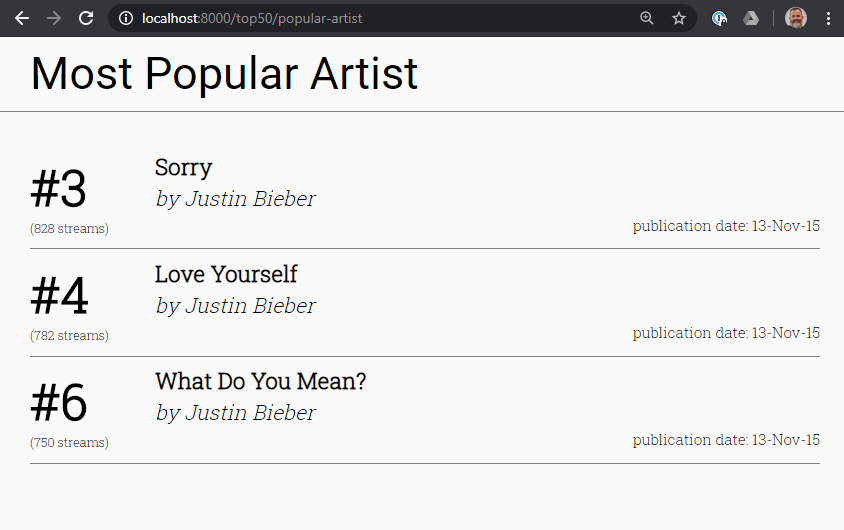 localhost:8000/top50/popular-artist
Most Popular Artist
#3
(828 streams)
Sorry
by Justin Bieber
publication date: 13-Nov-15
#4
(782 streams)
Love Yourself
by Justin Bieber
publication date: 13-Nov-15
#6
(750 streams)
What Do You Mean?
by Justin Bieber
publication date: 13-Nov-15